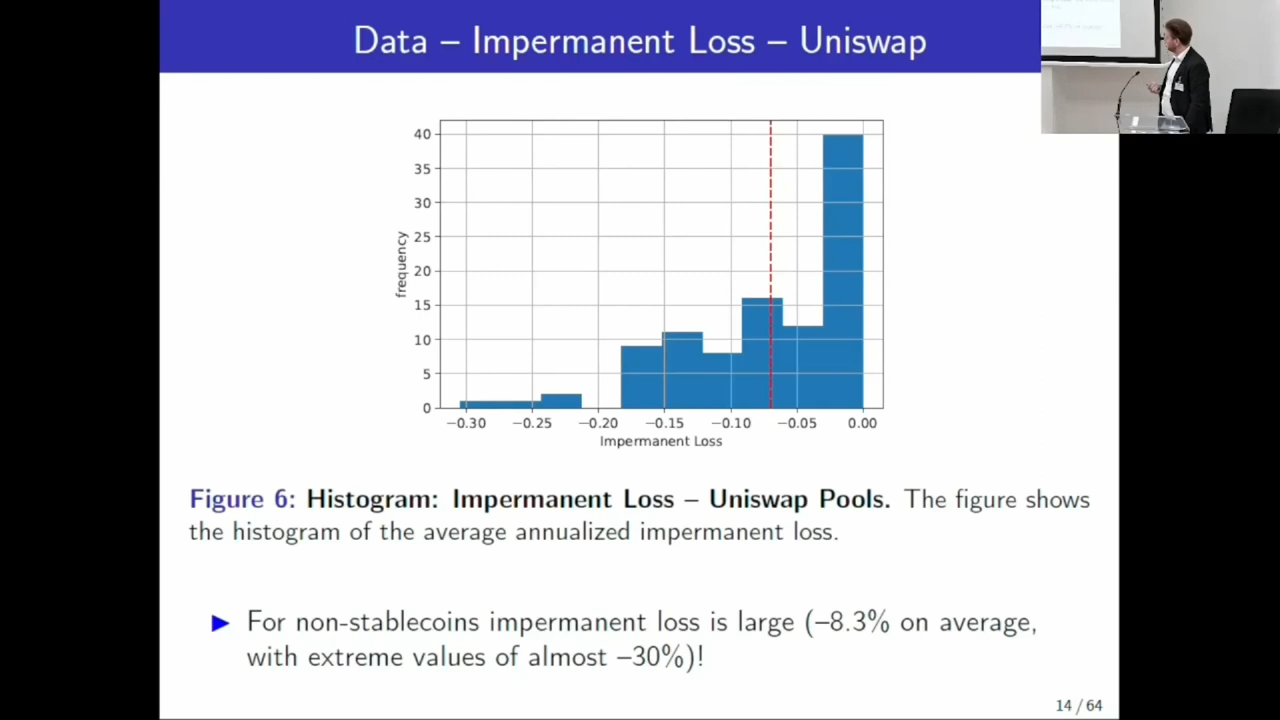 Data – Impermanent Loss – Uniswap
40
35
30
25
20
15
10
5
0
frequency
−0.30 −0.25 −0.20 −0.15 −0.10 −0.05 0.00
Impermanent Loss
Figure 6: Histogram: Impermanent Loss – Uniswap Pools. The figure shows
the histogram of the average annualized impermanent loss.
► For non-stablecoins impermanent loss is large (–8.3% on average,
with extreme values of almost –30%)!
14 / 64